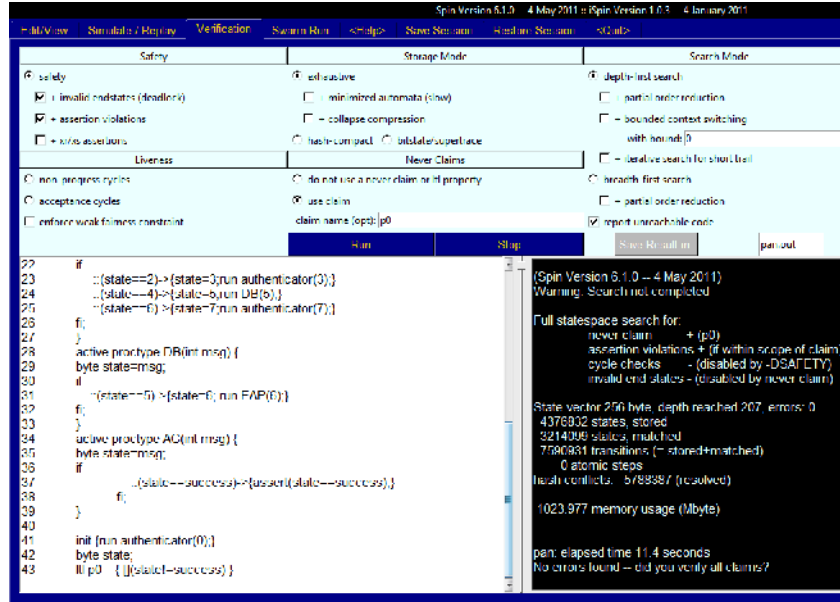 Spin Version 6.1.0 -- 4 May 2011 :: iSpin Version 1.0.3 -- 4 January 2011
Edit/View Simulate / Replay Verification Swarm Run <Help> Save Session Restore Session <Quit>
Safety Storage Mode Search Mode
safety exhaustive depth-first search
+ invalid endstates (deadlock) + minimized automata (slow) + partial order reduction
+ assertion violations + collapse compression + bounded context switching
+ xr/xs assertions hash-compact bitstate/supertrace with bound: 0
Liveness Never Claims + iterative search for short trail
non-progress cycles do not use a never claim or ltl property breadth-first search
acceptance cycles use claim + partial order reduction
enforce weak fairness constraint claim name (opt): p0 report unreachable code
Run Stop Save Result in: pan.out
22 if
23 ::(state==2)->{state=3;run authenticator(3);}
24 ::(state==4)->{state=5;run DB(5);}
25 ::(state==6)->{state=7;run authenticator(7);}
26 fi;
27 }
28 active proctype DB(int msg) {
29 byte state=msg;
30 if
31 ::(state==5)->{state=6; run EAP(6);}
32 fi;
33 }
34 active proctype AC(int msg) {
35 byte state=msg;
36 if
37 ::(state==success)->{assert(state==success);}
38 fi;
39 }
40
41 init {run authenticator(0);}
42 byte state;
43 ltl p0 { [](state!=success) }
(Spin Version 6.1.0 -- 4 May 2011)
Warning: Search not completed
Full statespace search for:
never claim + (p0)
assertion violations + (if within scope of claim)
cycle checks - (disabled by -DSAFETY)
invalid end states - (disabled by never claim)
State vector 256 byte, depth reached 207, errors: 0
4376832 states, stored
3214099 states, matched
7590931 transitions (= stored+matched)
0 atomic steps
hash conflicts: 5788387 (resolved)
1023.977 memory usage (Mbyte)
pan: elapsed time 11.4 seconds
No errors found -- did you verify all claims?